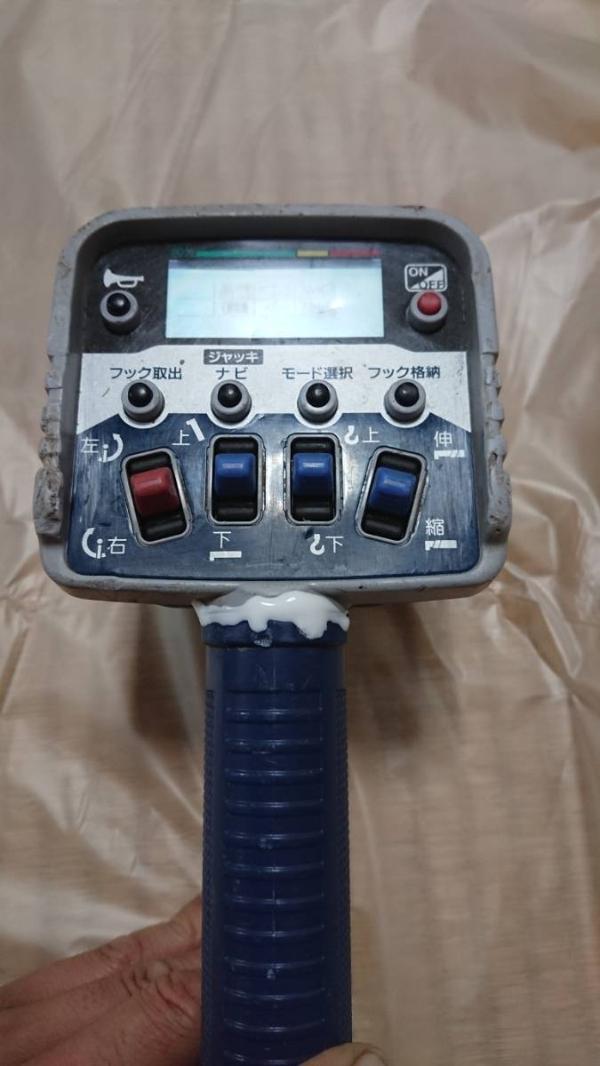 ON
OFF
ジャッキ
フック取出 ナビ モード選択 フック格納
左 上 上 伸
右 下 下 縮